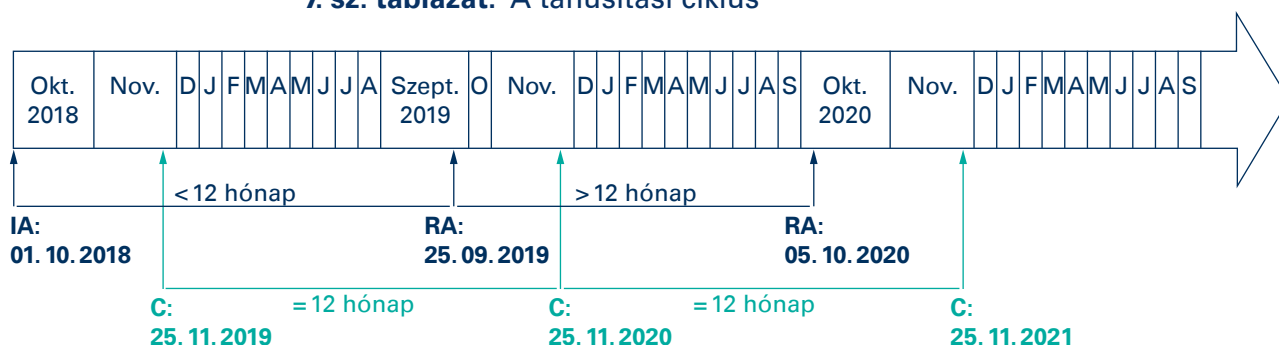 7. sz. táblázat: A tanúsítási ciklus
Okt. 2018 Nov. D J F M A M J J A Szept. 2019 O Nov. D J F M A M J J A S Okt. 2020 Nov. D J F M A M J J A S
< 12 hónap > 12 hónap
IA: RA: RA:
01. 10. 2018 25. 09. 2019 05. 10. 2020
= 12 hónap = 12 hónap
C: C: C:
25. 11. 2019 25. 11. 2020 25. 11. 2021